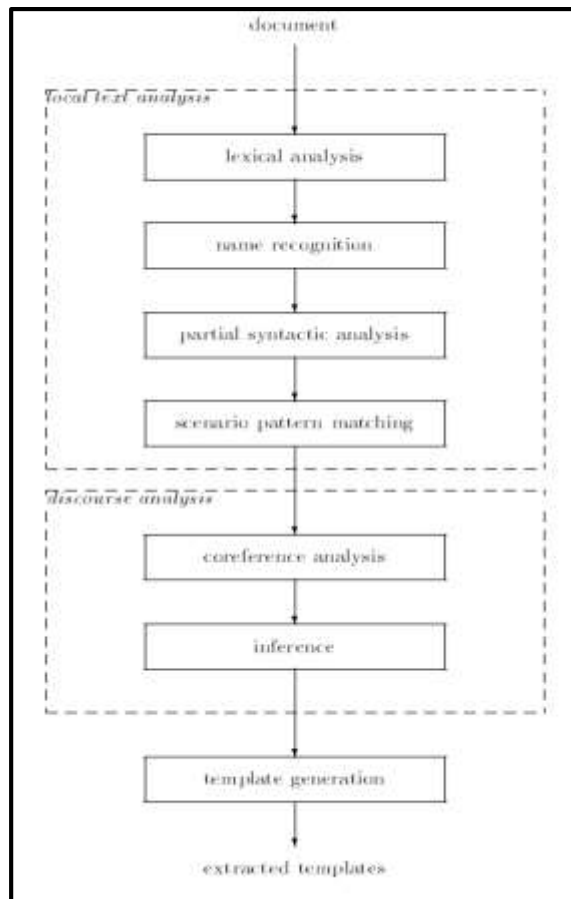 document
local text analysis
lexical analysis
name recognition
partial syntactic analysis
scenario pattern matching
discourse analysis
coreference analysis
inference
template generation
extracted templates